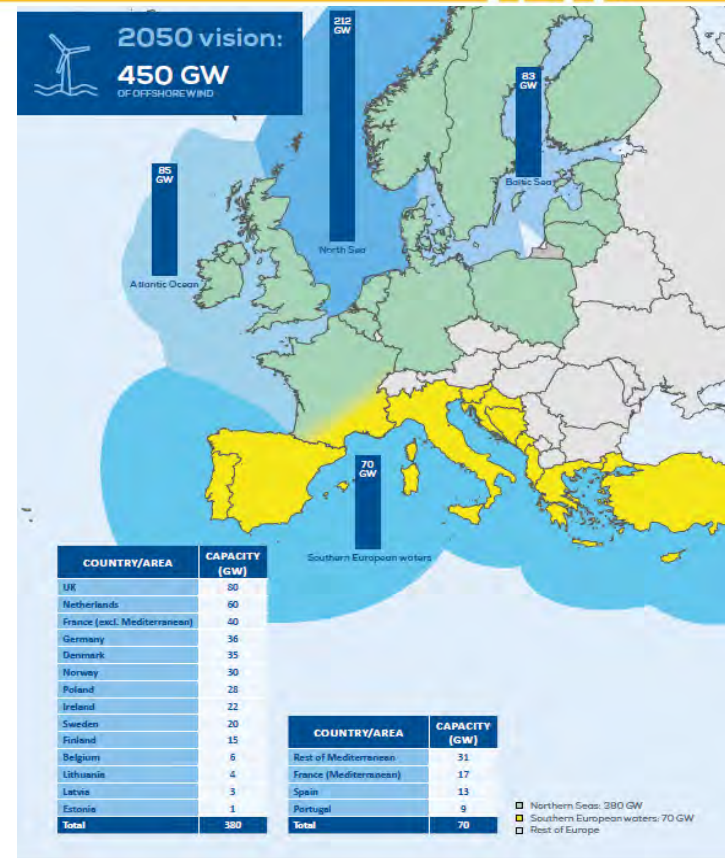 2050 vision:
450 GW
OF OFFSHORE WIND
212
GW
North Sea
83
GW
Baltic Sea
85
GW
Atlantic Ocean
70
GW
Southern European waters
COUNTRY/AREA CAPACITY (GW)
UK 80
Netherlands 60
France (excl. Mediterranean) 40
Germany 36
Denmark 35
Norway 30
Poland 28
Ireland 22
Sweden 20
Finland 15
Belgium 6
Lithuania 4
Latvia 3
Estonia 1
Total 380
COUNTRY/AREA CAPACITY (GW)
Rest of Mediterranean 31
France (Mediterranean) 17
Spain 13
Portugal 9
Total 70
Northern Seas: 380 GW
Southern European waters: 70 GW
Rest of Europe